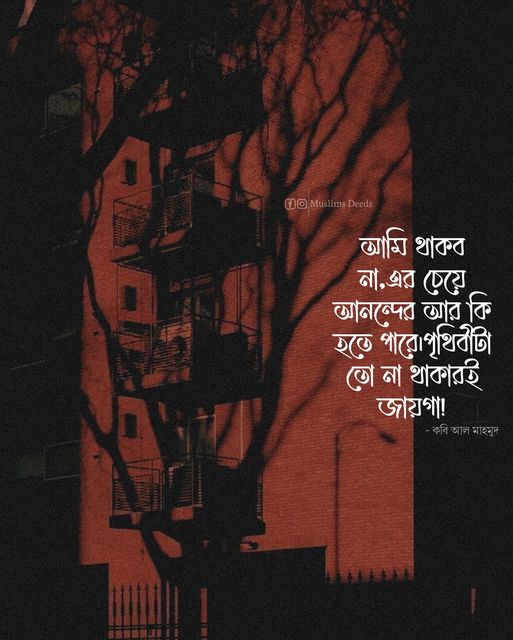 Muslims Deeds
আমি থাকব
না,এর চেয়ে
আনন্দের আর কি
হতে পারে।পৃথিবীটা
তো না থাকারই
জায়গা!
- কবি আল মাহমুদ